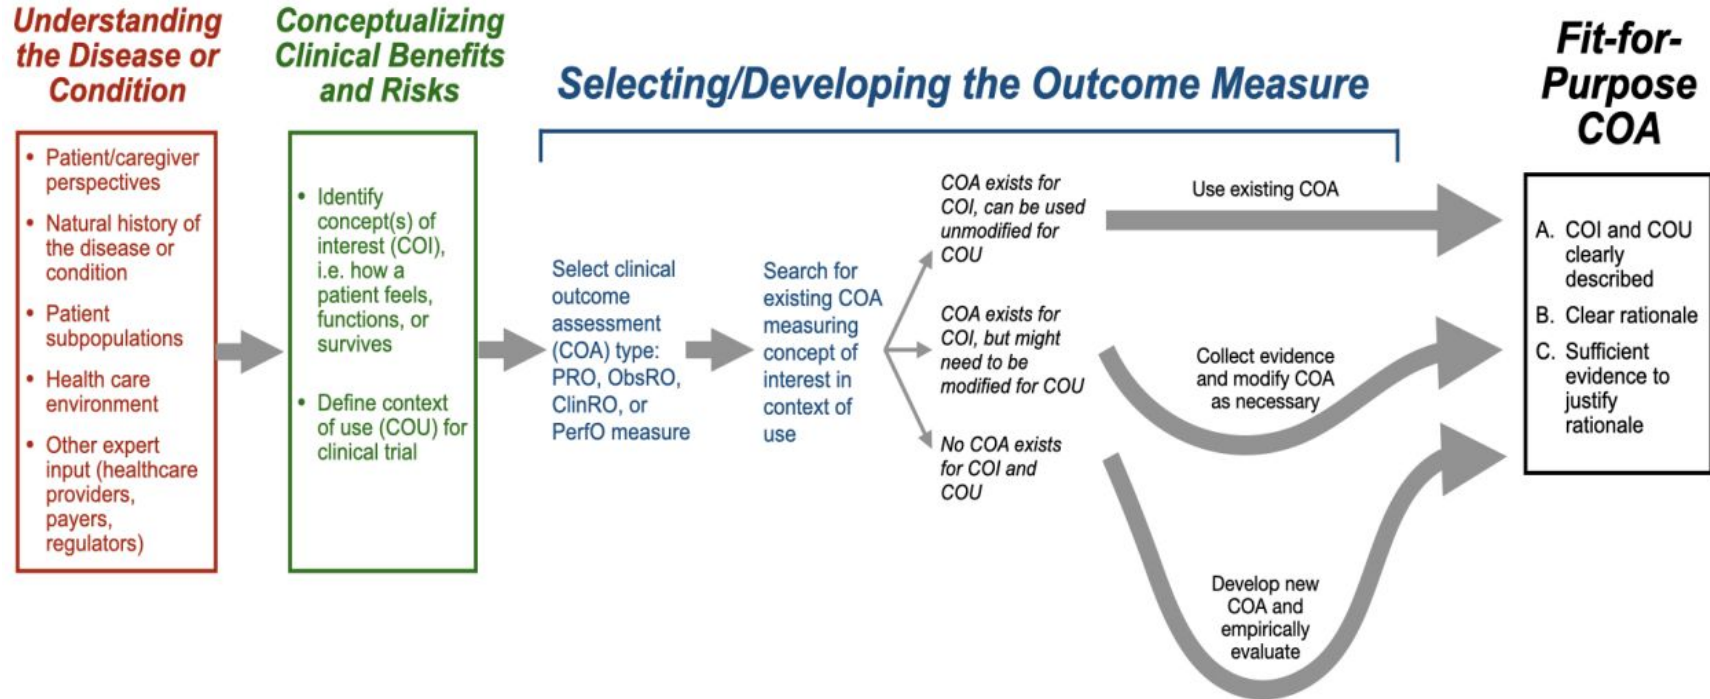 Understanding
the Disease or
Condition
• Patient/caregiver
perspectives
• Natural history of
the disease or
condition
• Patient
subpopulations
• Health care
environment
• Other expert
input (healthcare
providers,
payers,
regulators)
Conceptualizing
Clinical Benefits
and Risks
• Identify
concept(s) of
interest (COI),
i.e. how a
patient feels,
functions, or
survives
• Define context
of use (COU) for
clinical trial
Selecting/Developing the Outcome Measure
Select clinical
outcome
assessment
(COA) type:
PRO, ObsRO,
ClinRO, or
PerfO measure
Search for
existing COA
measuring
concept of
interest in
context of
use
COA exists for
COI, can be used
unmodified for
COU
COA exists for
COI, but might
need to be
modified for COU
No COA exists
for COI and
COU
Use existing COA
Collect evidence
and modify COA
as necessary
Develop new
COA and
empirically
evaluate
Fit-for-
Purpose
COA
A. COI and COU
clearly
described
B. Clear rationale
C. Sufficient
evidence to
justify
rationale